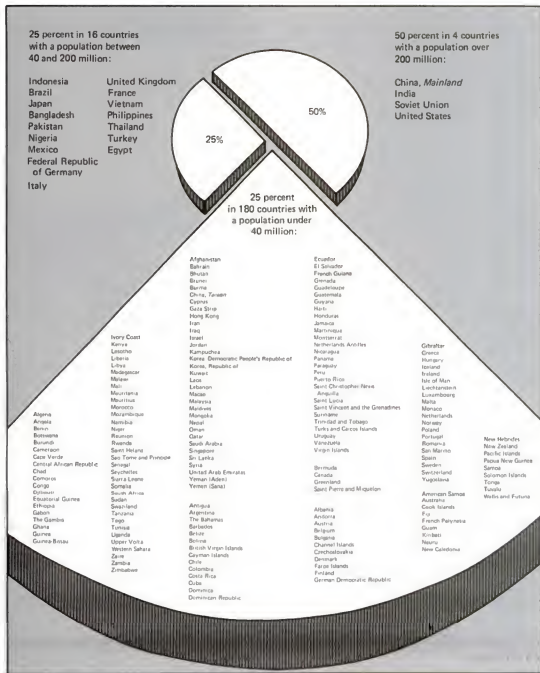 25 percent in 16 countries
with a population between
40 and 200 million:
Indonesia
Brazil
Japan
Bangladesh
Pakistan
Nigeria
Mexico
Federal Republic
of Germany
Italy
United Kingdom
France
Vietnam
Philippines
Thailand
Turkey
Egypt
50 percent in 4 countries
with a population over
200 million:
China, Mainland
India
Soviet Union
United States
25%
50%
25 percent
in 180 countries with
a population under
40 million:
Algeria
Angola
Benin
Botswana
Burundi
Cameroon
Cape Verde
Central African Republic
Chad
Comoros
Congo
Djibouti
Equatorial Guinea
Ethiopia
Gabon
The Gambia
Ghana
Guinea
Guinea-Bissau
Ivory Coast
Kenya
Lesotho
Liberia
Libya
Madagascar
Malawi
Mali
Mauritania
Mauritius
Morocco
Mozambique
Namibia
Niger
Reunion
Rwanda
Saint Helena
Sao Tome and Principe
Senegal
Seychelles
Sierra Leone
Somalia
South Africa
Sudan
Swaziland
Tanzania
Togo
Tunisia
Uganda
Upper Volta
Western Sahara
Zaire
Zambia
Zimbabwe
Afghanistan
Bahrain
Bhutan
Brunei
Burma
China, Taiwan
Cyprus
Gaza Strip
Hong Kong
Iran
Iraq
Israel
Jordan
Kampuchea
Korea, Democratic People's Republic of
Korea, Republic of
Kuwait
Laos
Lebanon
Macao
Malaysia
Maldives
Mongolia
Nepal
Oman
Qatar
Saudi Arabia
Singapore
Sri Lanka
Syria
United Arab Emirates
Yemen (Aden)
Yemen (Sana)
Antigua
Argentina
The Bahamas
Barbados
Belize
Bolivia
British Virgin Islands
Cayman Islands
Chile
Colombia
Costa Rica
Cuba
Dominica
Dominican Republic
Ecuador
El Salvador
French Guiana
Grenada
Guadeloupe
Guatemala
Guyana
Haiti
Honduras
Jamaica
Martinique
Montserrat
Netherlands Antilles
Nicaragua
Panama
Paraguay
Peru
Puerto Rico
Saint Christopher-Nevis
Anguilla
Saint Lucia
Saint Vincent and the Grenadines
Suriname
Trinidad and Tobago
Turks and Caicos Islands
Uruguay
Venezuela
Virgin Islands
Bermuda
Canada
Greenland
Saint Pierre and Miquelon
Albania
Andorra
Austria
Belgium
Bulgaria
Channel Islands
Czechoslovakia
Denmark
Faroe Islands
Finland
German Democratic Republic
Gibraltar
Greece
Hungary
Iceland
Ireland
Isle of Man
Liechtenstein
Luxembourg
Malta
Monaco
Netherlands
Norway
Poland
Portugal
Romania
San Marino
Spain
Sweden
Switzerland
Yugoslavia
American Samoa
Australia
Cook Islands
Fiji
French Polynesia
Guam
Kiribati
Nauru
New Caledonia
New Hebrides
New Zealand
Pacific Islands
Papua New Guinea
Samoa
Solomon Islands
Tonga
Tuvalu
Wallis and Futuna